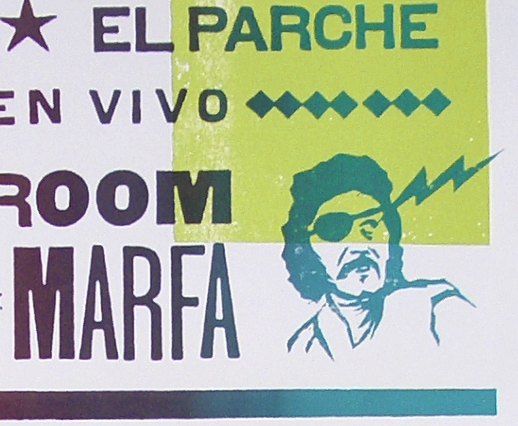 EL PARCHE
EN VIVO
ROOM
MARFA